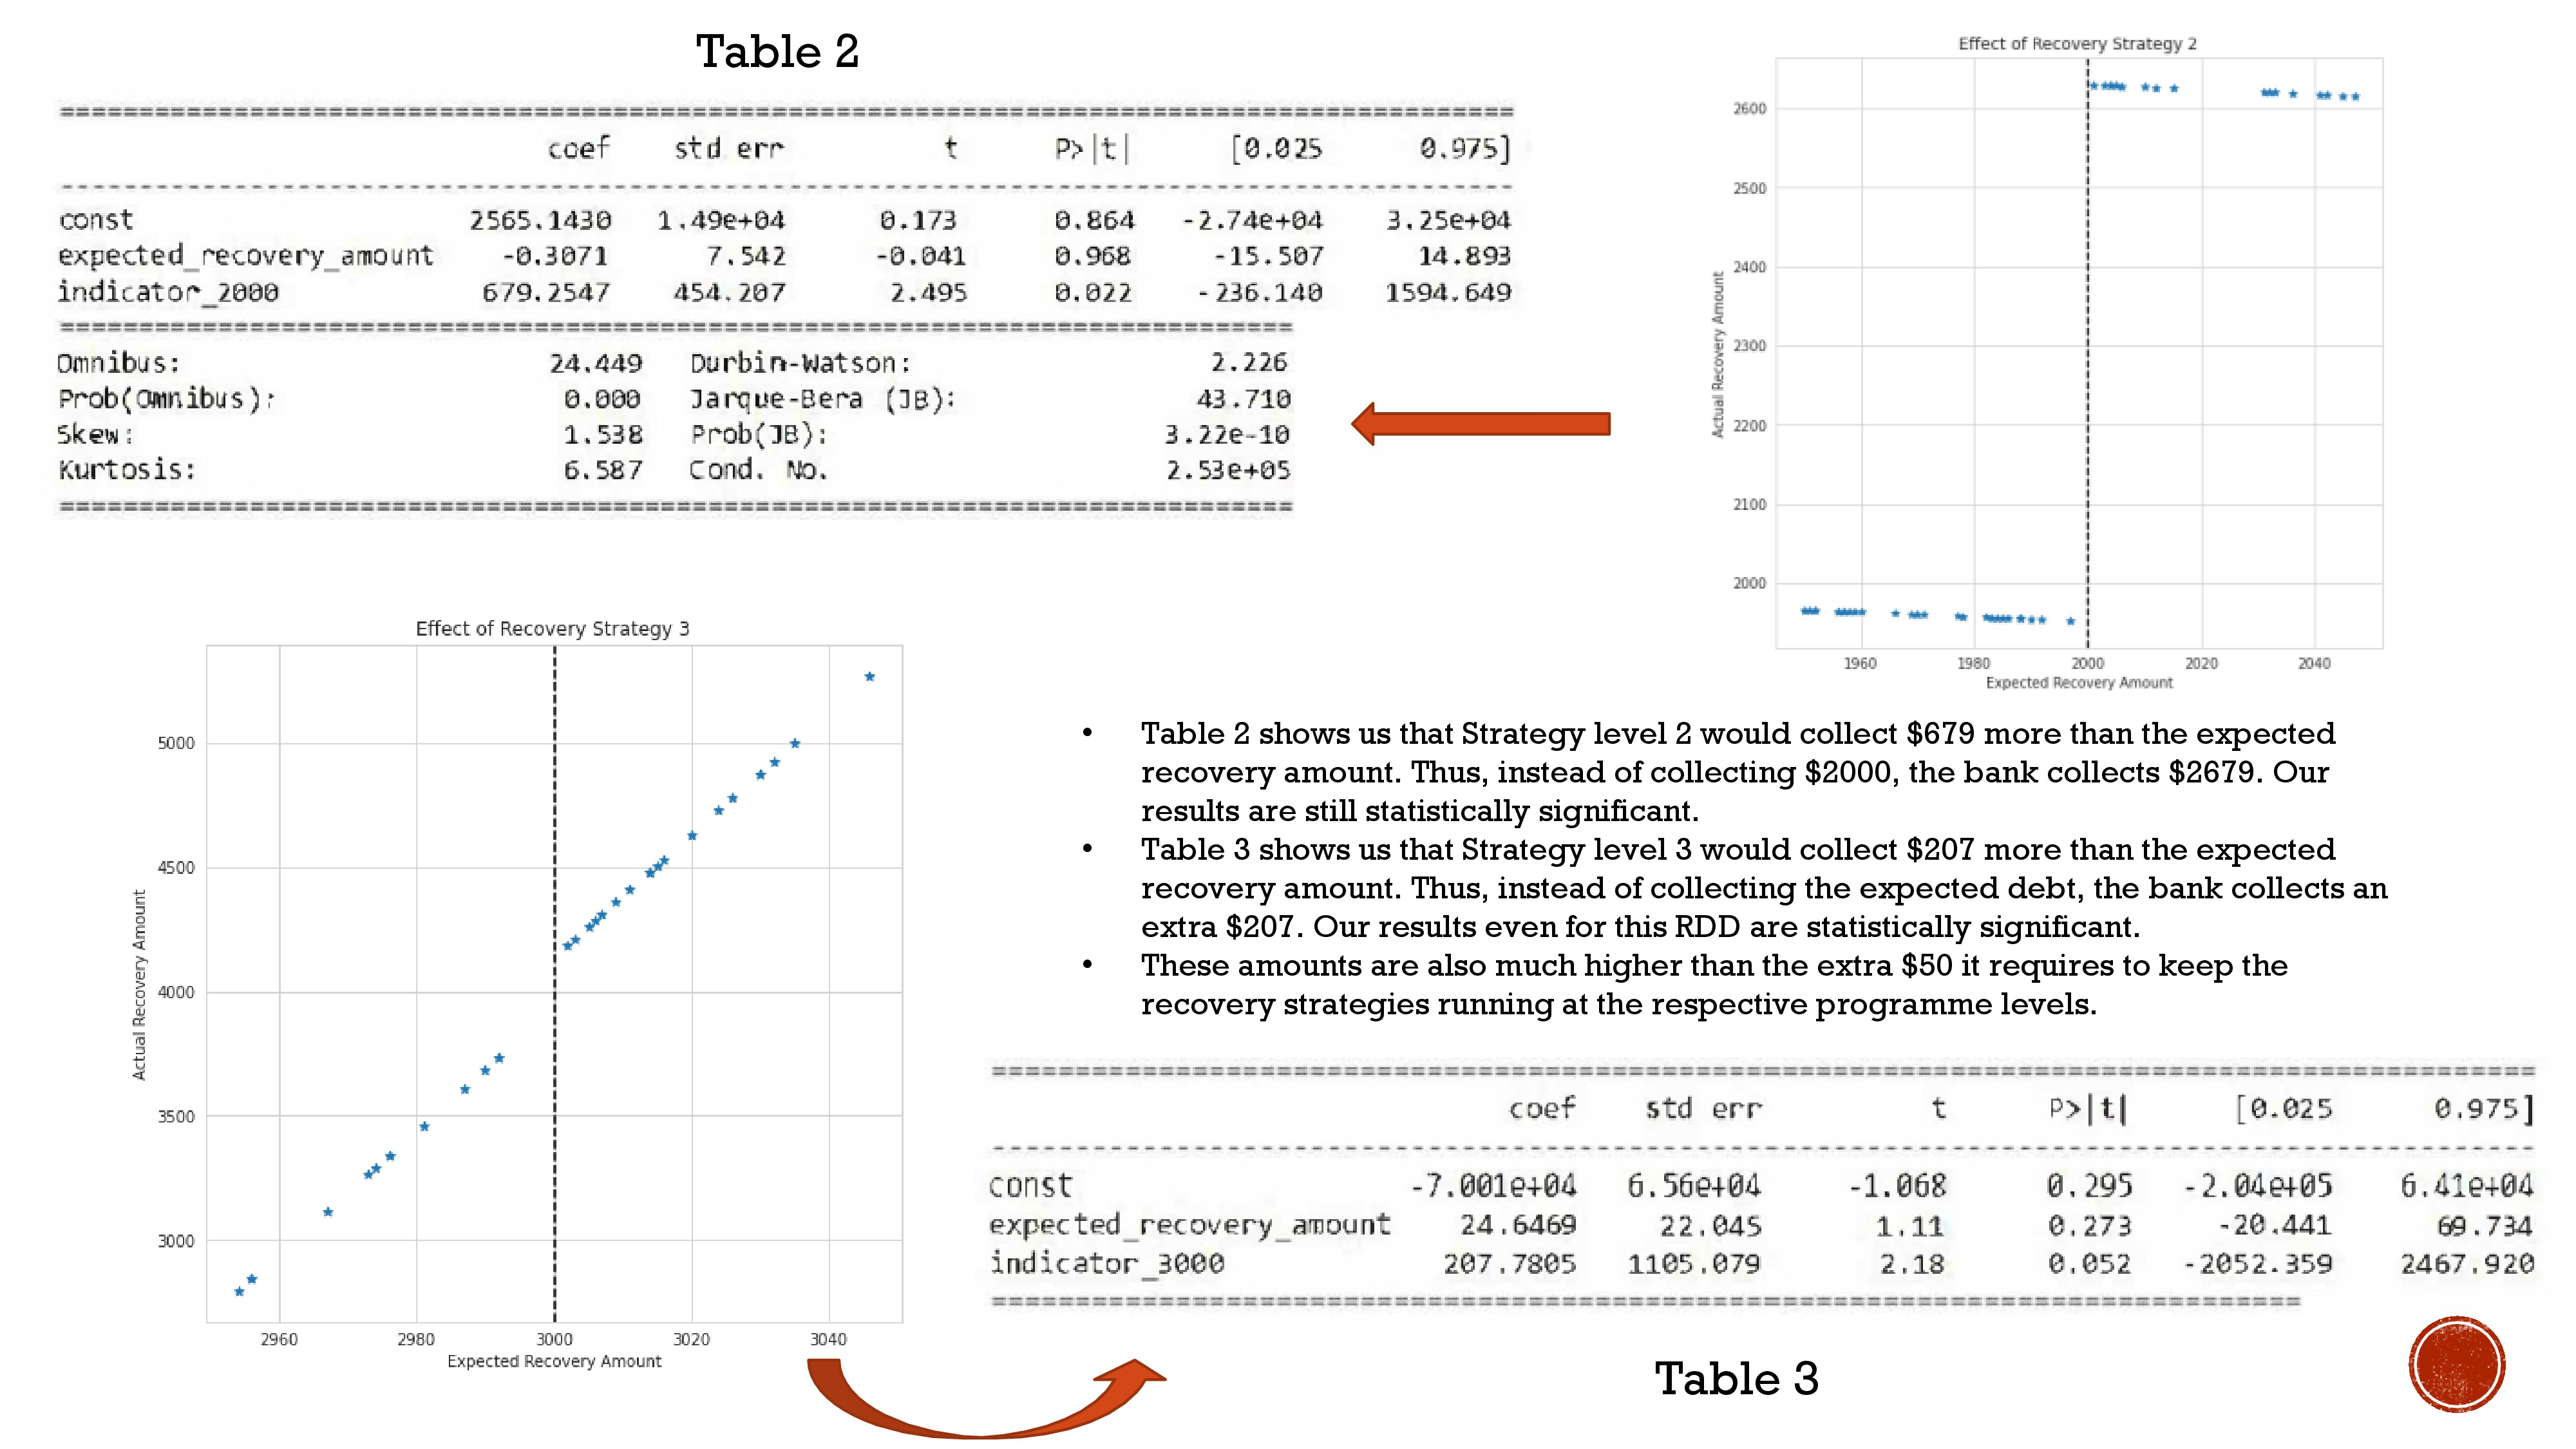 Table 2
================================================================================
coef std err t P>|t| [0.025 0.975]
--------------------------------------------------------------------------------
const 2565.1430 1.49e+04 0.173 0.864 -2.74e+04 3.25e+04
expected_recovery_amount -0.3071 7.542 -0.041 0.968 -15.507 14.893
indicator_2000 679.2547 454.207 2.495 0.022 -236.140 1594.649
================================================================================
Omnibus: 24.449 Durbin-Watson: 2.226
Prob(Omnibus): 0.000 Jarque-Bera (JB): 43.710
Skew: 1.538 Prob(JB): 3.22e-10
Kurtosis: 6.587 Cond. No. 2.53e+05
================================================================================
Effect of Recovery Strategy 2
2600
2500
2400
2300
2200
2100
2000
Actual Recovery Amount
1960 1980 2000 2020 2040
Expected Recovery Amount
Effect of Recovery Strategy 3
5000
4500
4000
3500
3000
Actual Recovery Amount
2960 2980 3000 3020 3040
Expected Recovery Amount
• Table 2 shows us that Strategy level 2 would collect $679 more than the expected
recovery amount. Thus, instead of collecting $2000, the bank collects $2679. Our
results are still statistically significant.
• Table 3 shows us that Strategy level 3 would collect $207 more than the expected
recovery amount. Thus, instead of collecting the expected debt, the bank collects an
extra $207. Our results even for this RDD are statistically significant.
• These amounts are also much higher than the extra $50 it requires to keep the
recovery strategies running at the respective programme levels.
================================================================================
coef std err t P>|t| [0.025 0.975]
--------------------------------------------------------------------------------
const -7.001e+04 6.56e+04 -1.068 0.295 -2.04e+05 6.41e+04
expected_recovery_amount 24.6469 22.045 1.11 0.273 -20.441 69.734
indicator_3000 207.7805 1105.079 2.18 0.052 -2052.359 2467.920
================================================================================
Table 3